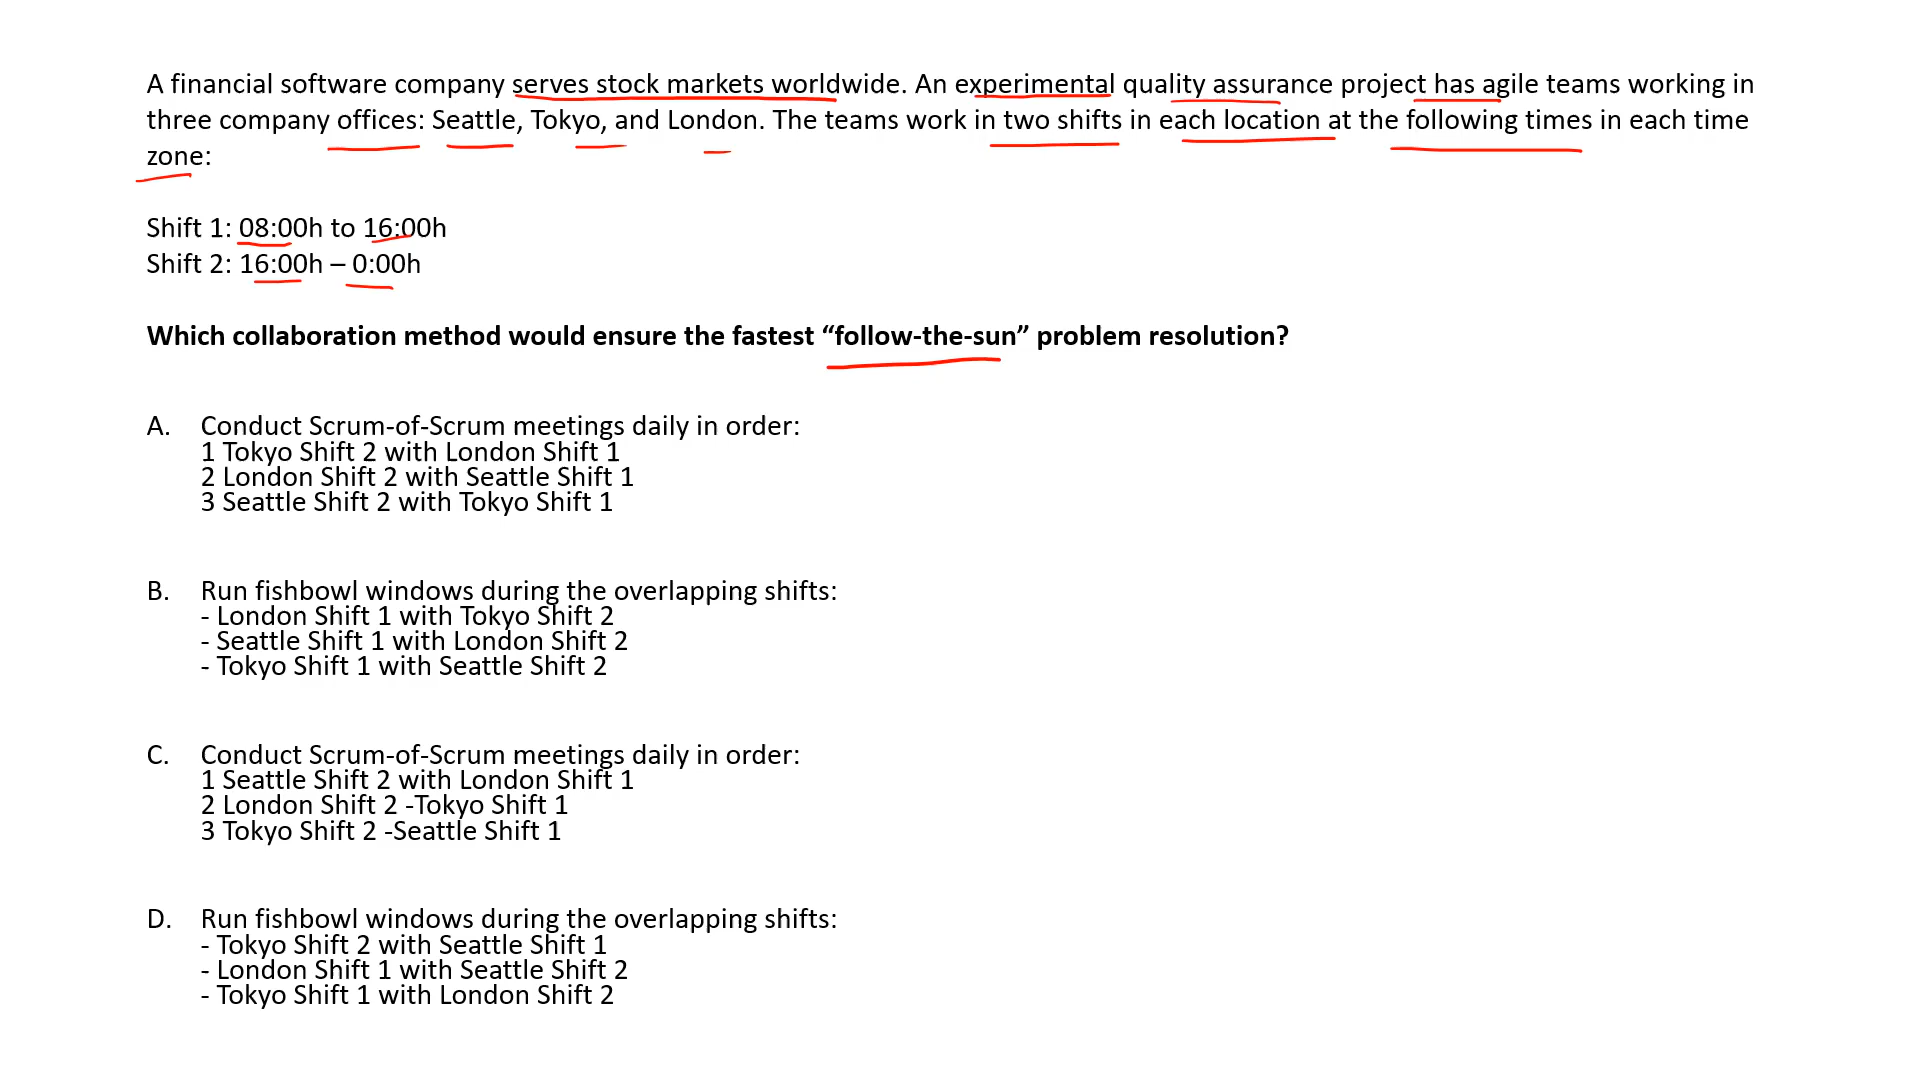 A financial software company serves stock markets worldwide. An experimental quality assurance project has agile teams working in
three company offices: Seattle, Tokyo, and London. The teams work in two shifts in each location at the following times in each time
zone:
Shift 1: 08:00h to 16:00h
Shift 2: 16:00h – 0:00h
Which collaboration method would ensure the fastest “follow-the-sun” problem resolution?
A. Conduct Scrum-of-Scrum meetings daily in order:
1 Tokyo Shift 2 with London Shift 1
2 London Shift 2 with Seattle Shift 1
3 Seattle Shift 2 with Tokyo Shift 1
B. Run fishbowl windows during the overlapping shifts:
- London Shift 1 with Tokyo Shift 2
- Seattle Shift 1 with London Shift 2
- Tokyo Shift 1 with Seattle Shift 2
C. Conduct Scrum-of-Scrum meetings daily in order:
1 Seattle Shift 2 with London Shift 1
2 London Shift 2 -Tokyo Shift 1
3 Tokyo Shift 2 -Seattle Shift 1
D. Run fishbowl windows during the overlapping shifts:
- Tokyo Shift 2 with Seattle Shift 1
- London Shift 1 with Seattle Shift 2
- Tokyo Shift 1 with London Shift 2